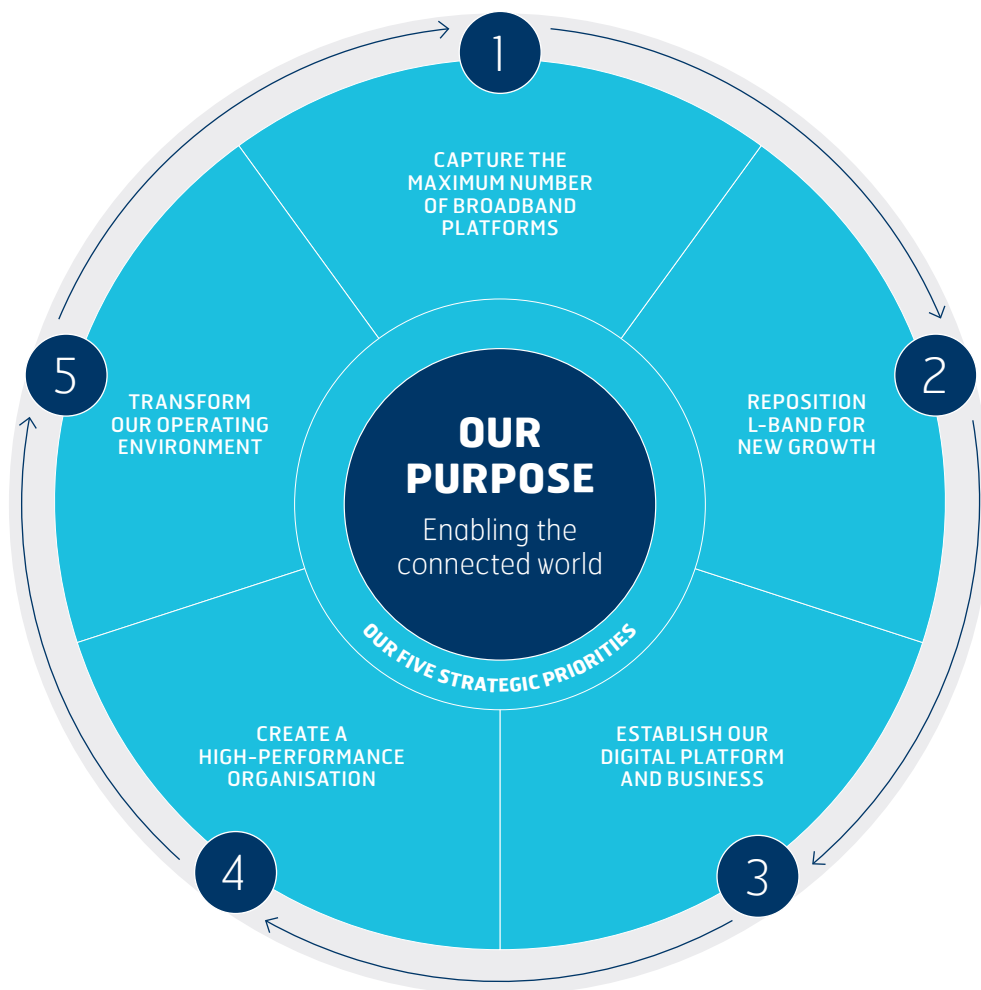 1
CAPTURE THE
MAXIMUM NUMBER
OF BROADBAND
PLATFORMS
2
REPOSITION
L-BAND FOR
NEW GROWTH
3
ESTABLISH OUR
DIGITAL PLATFORM
AND BUSINESS
4
CREATE A
HIGH-PERFORMANCE
ORGANISATION
5
TRANSFORM
OUR OPERATING
ENVIRONMENT
OUR
PURPOSE
Enabling the
connected world
OUR FIVE STRATEGIC PRIORITIES